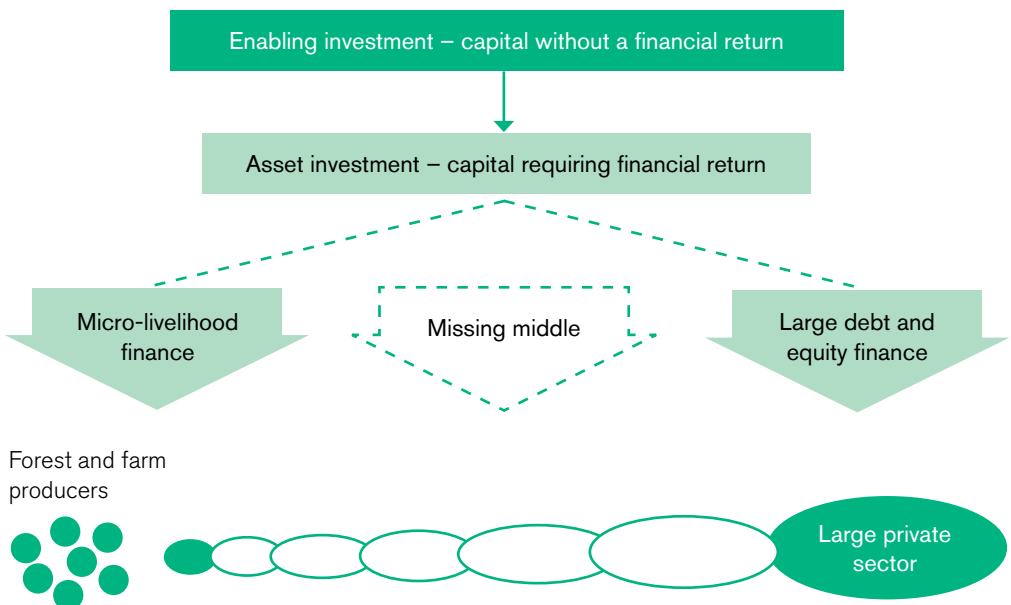 Enabling investment – capital without a financial return
Asset investment – capital requiring financial return
Micro-livelihood
finance
Missing middle
Large debt and
equity finance
Forest and farm
producers
Large private
sector